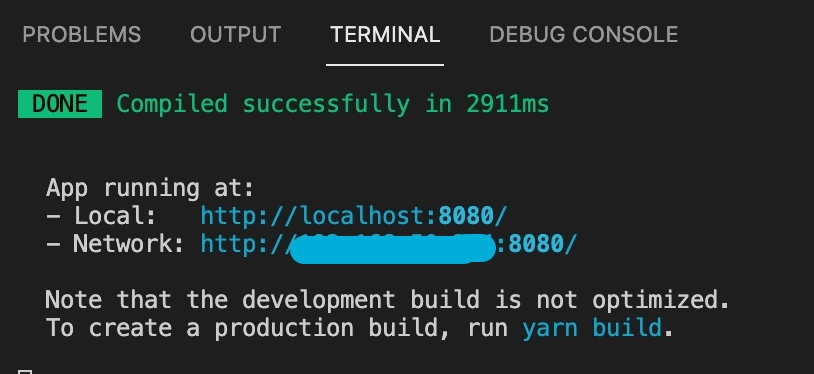 PROBLEMS OUTPUT TERMINAL DEBUG CONSOLE
DONE Compiled successfully in 2911ms
App running at:
- Local: http://localhost:8080/
- Network: http:// :8080/
Note that the development build is not optimized.
To create a production build, run yarn build.